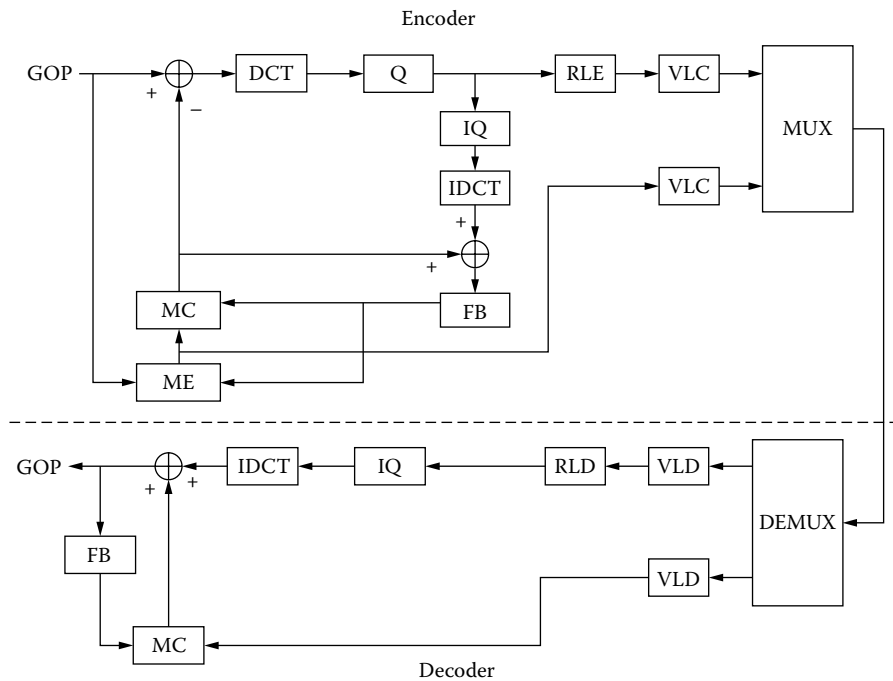 Encoder
GOP
+
−
DCT
Q
RLE
VLC
MUX
IQ
IDCT
VLC
+
+
MC
FB
ME
GOP
+
+
IDCT
IQ
RLD
VLD
DEMUX
FB
VLD
MC
Decoder